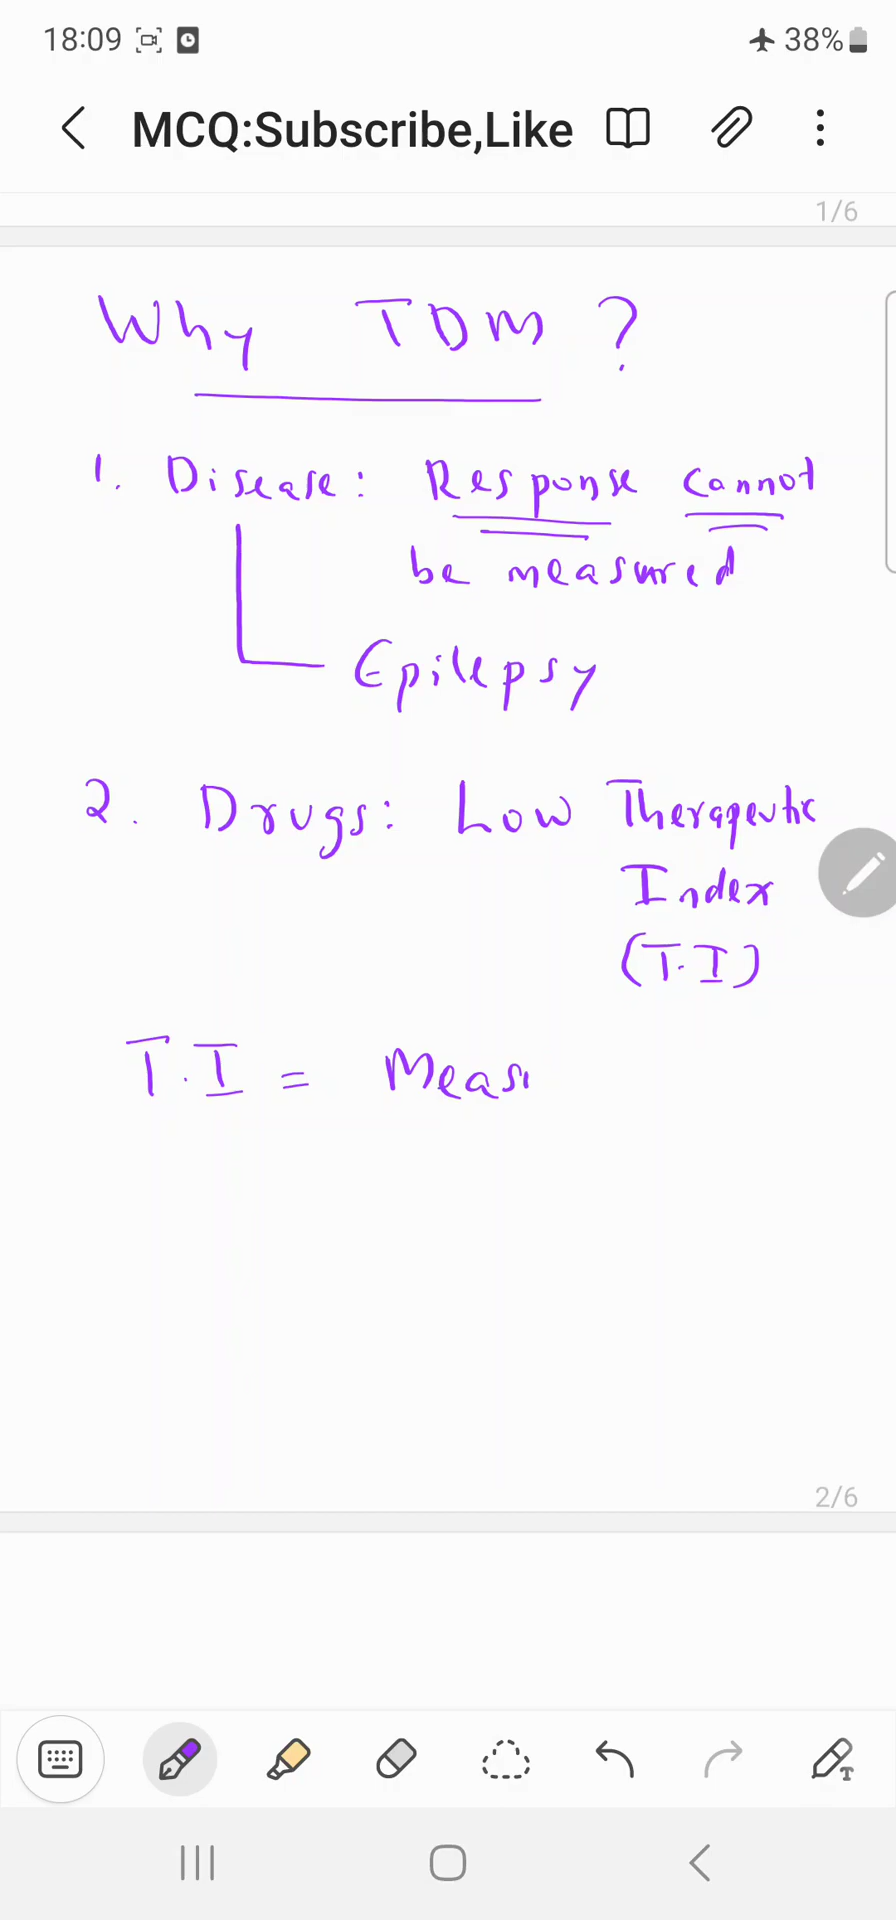 18:09 38%
MCQ:Subscribe,Like
1/6
Why TDM ?
1. Disease: Response cannot
be measured
Epilepsy
2. Drugs: Low Therapeutic
Index
(T.I)
T.I = Meas
2/6
T